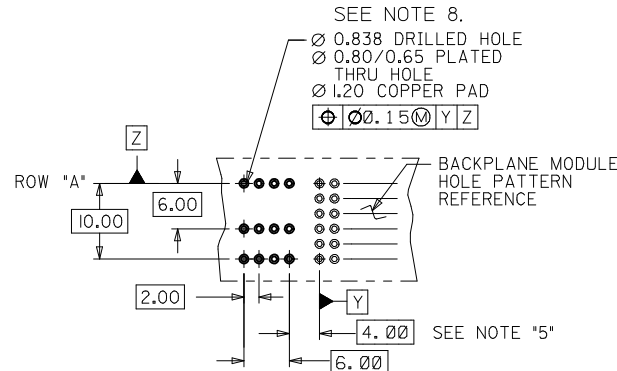 SEE NOTE 8.
Ø 0.838 DRILLED HOLE
Ø 0.80/0.65 PLATED
THRU HOLE
Ø 1.20 COPPER PAD
⌖ Ø0.15Ⓜ Y Z
Z
ROW "A"
BACKPLANE MODULE
HOLE PATTERN
REFERENCE
6.00
10.00
2.00
Y
4.00 SEE NOTE "5"
6.00